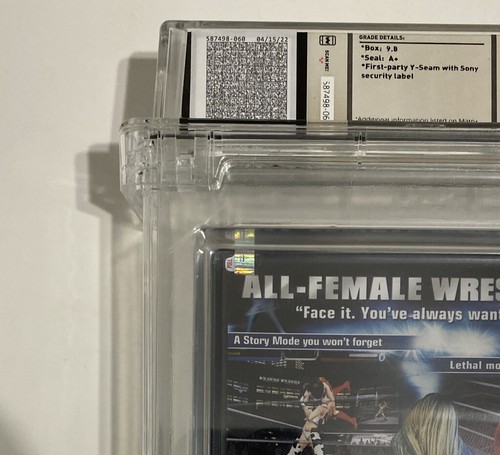 587498-060 04/15/22
SCAN ME!
587498-06
GRADE DETAILS:
*Box: 9.8
*Seal: A+
*First-party Y-Seam with Sony
security label
*Additional information listed on
ALL-FEMALE WRES
"Face it. You've always want
A Story Mode you won't forget
Lethal mo